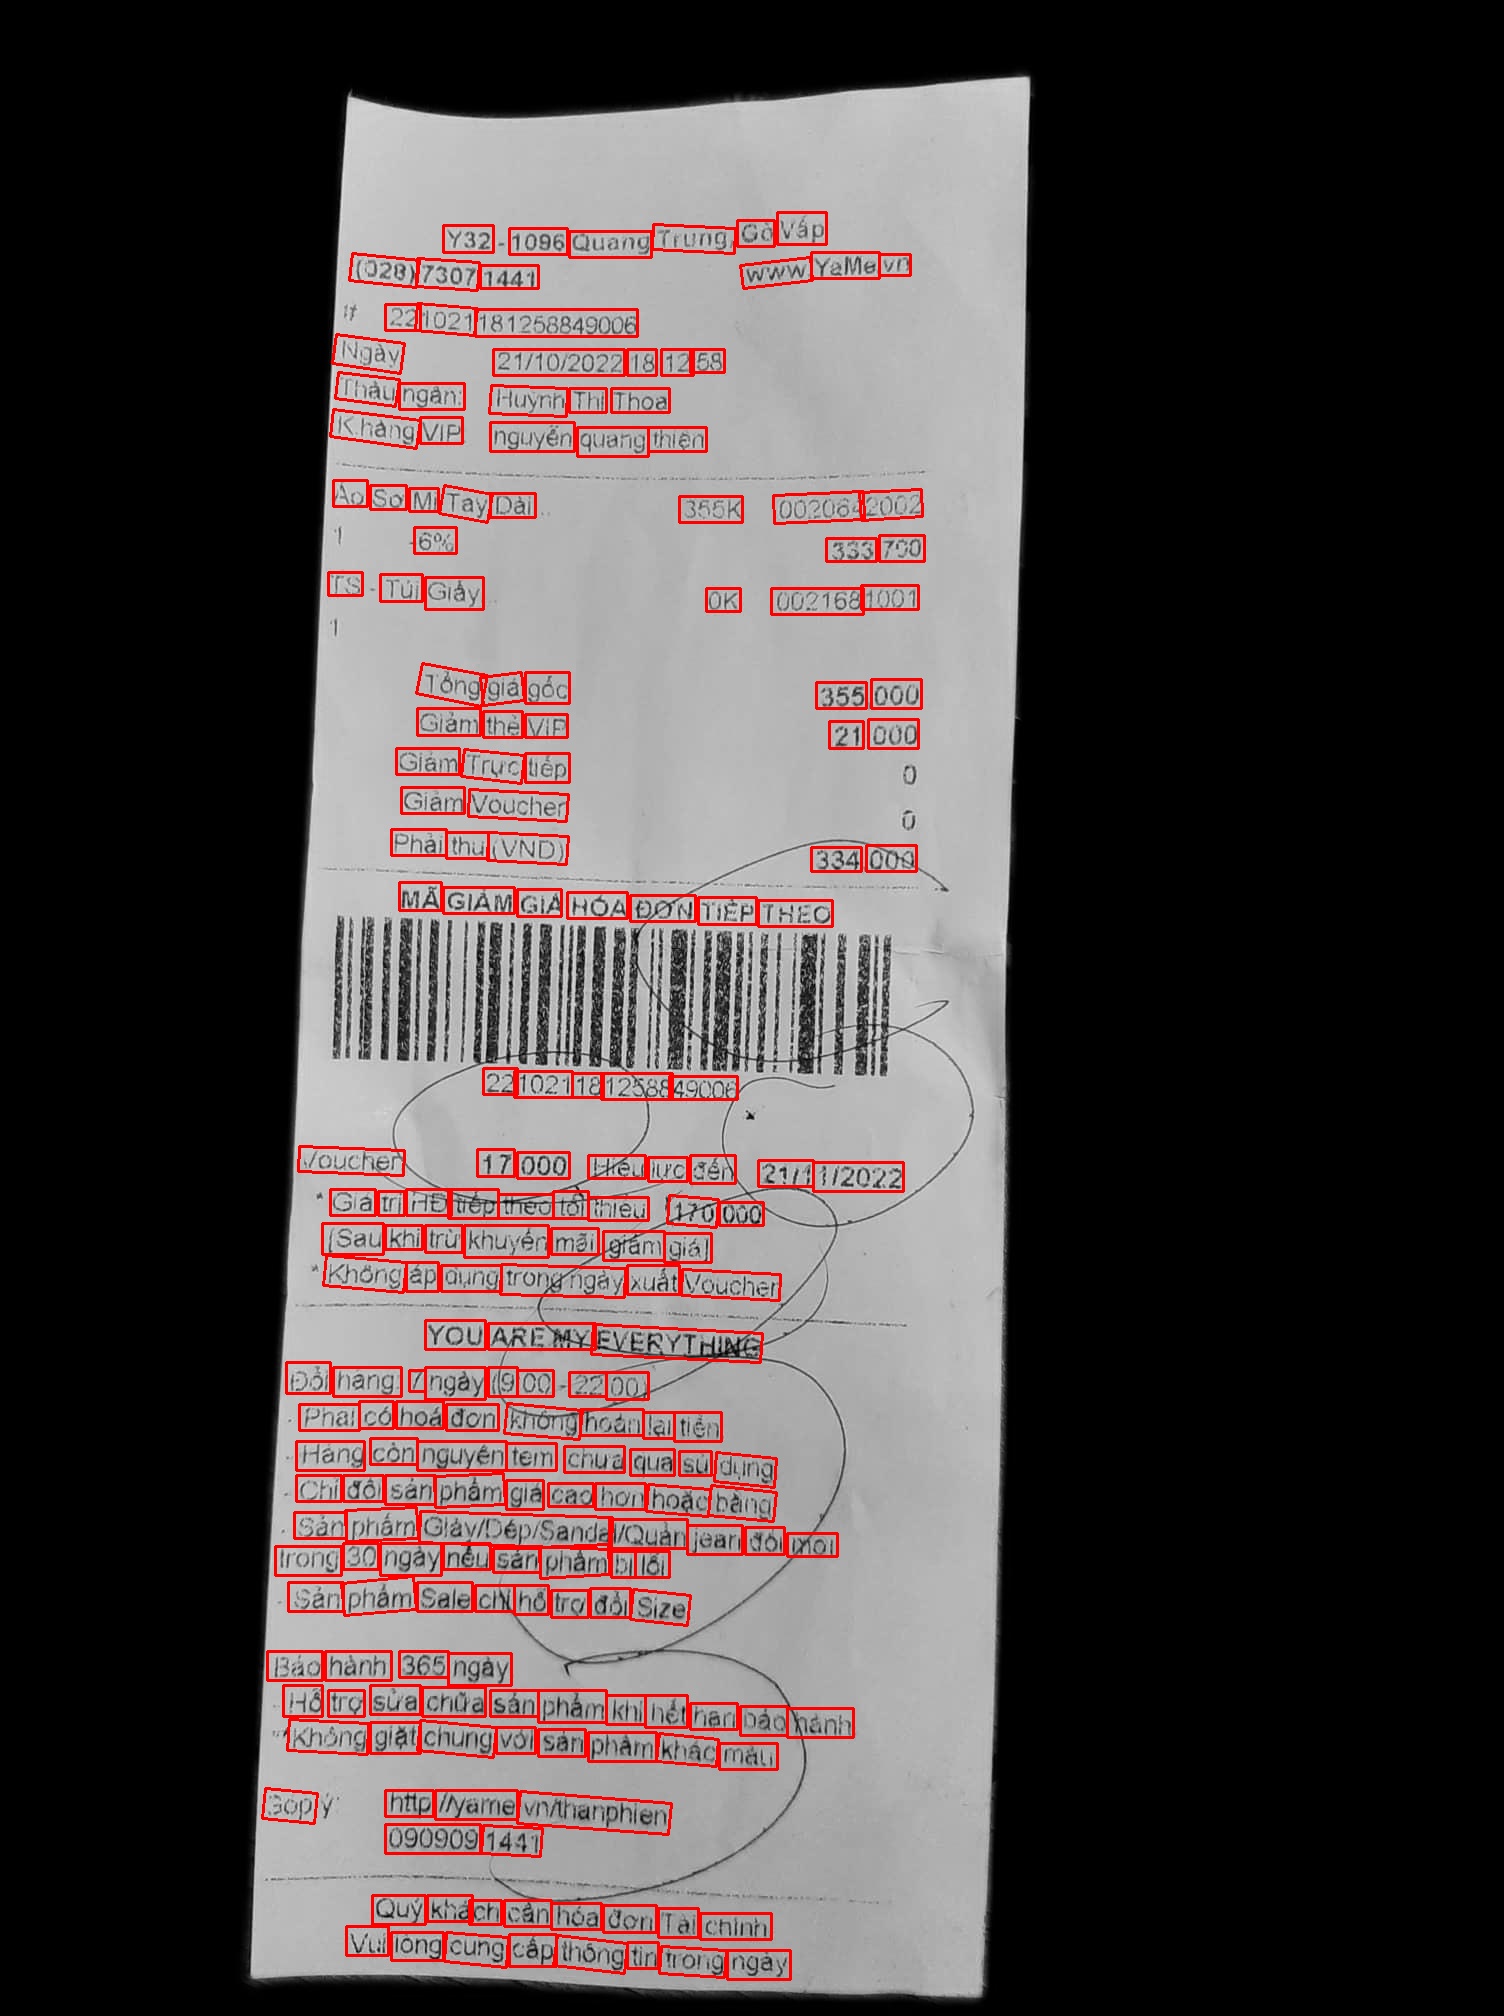 Y32 - 1096 Quang Trung, Gò Vấp
(028) 7307 1441 www.YaMe.vn
# 221021181258849006
Ngày 21/10/2022 18:12:58
Thâu ngân: Huỳnh Thi Thoa
K.hàng VIP nguyễn quang thiện
Áo Sơ Mi Tay Dài.. 355K 0020642002
1 -6% 333.700
TS - Túi Giấy.. 0K 0021681001
1
Tổng giá gốc 355.000
Giảm thẻ VIP 21.000
Giảm Trực tiếp 0
Giảm Voucher 0
Phải thu (VND) 334.000
MÃ GIẢM GIÁ HÓA ĐƠN TIẾP THEO
221021181258849006
Voucher 17.000 Hiệu lực đến 21/11/2022
* Giá trị HĐ tiếp theo tối thiểu 170.000
[Sau khi trừ khuyến mãi, giảm giá]
* Không áp dụng trong ngày xuất Voucher
YOU ARE MY EVERYTHING
Đổi hàng: 7 ngày (9:00 - 22:00)
- Phải có hoá đơn, không hoàn lại tiền
- Hàng còn nguyên tem, chưa qua sử dụng
- Chỉ đổi sản phẩm giá cao hơn hoặc bằng
- Sản phẩm Giày/Dép/Sandal/Quần jean đổi mới
trong 30 ngày nếu sản phẩm bị lỗi
- Sản phẩm Sale chỉ hỗ trợ đổi Size
Bảo hành 365 ngày
- Hỗ trợ sửa chữa sản phẩm khi hết hạn bảo hành
- Không giặt chung với sản phẩm khác màu
Góp ý: http://yame.vn/thanphien
090909 1441
Quý khách cần hóa đơn Tài chính
Vui lòng cung cấp thông tin trong ngày